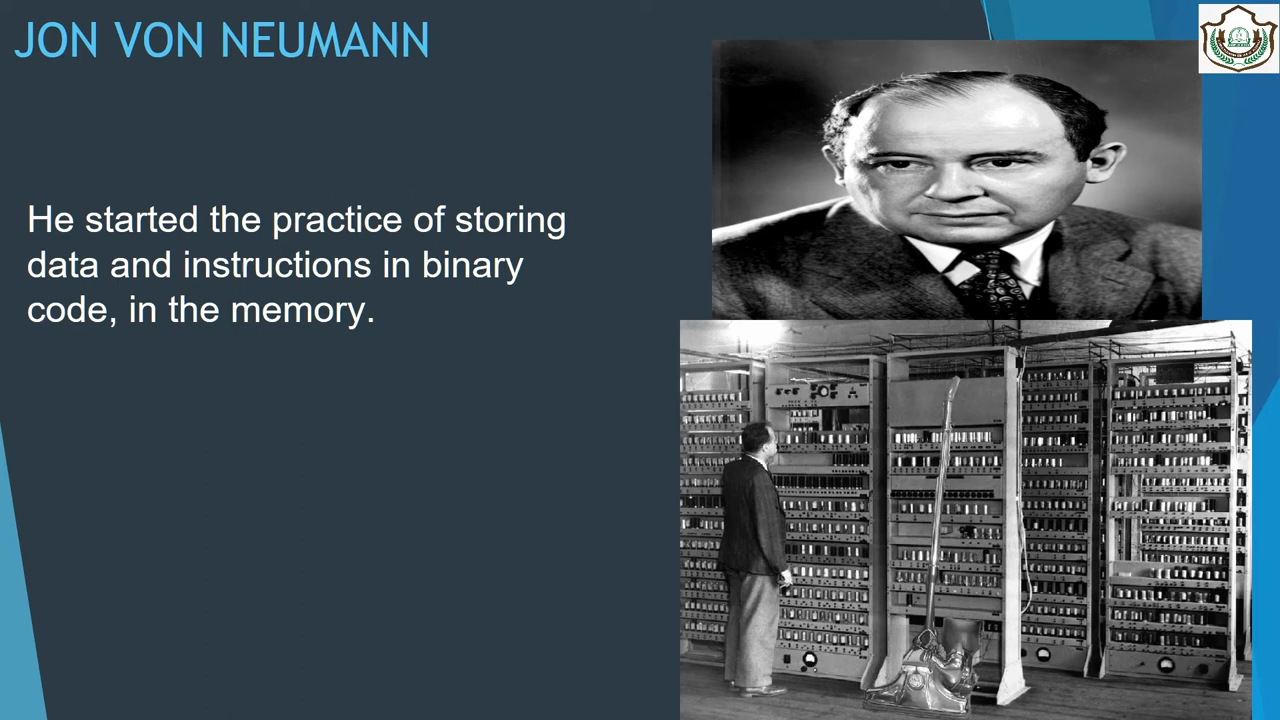 JON VON NEUMANN
He started the practice of storing
data and instructions in binary
code, in the memory.